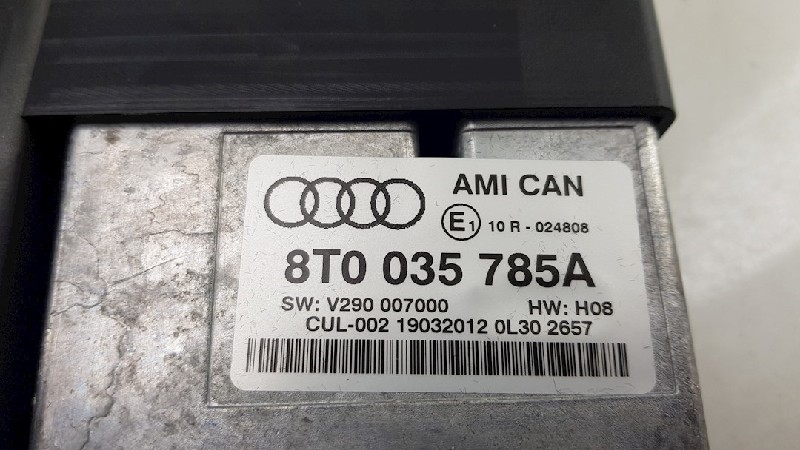 AMI CAN
E1 10 R - 024808
8T0 035 785A
SW: V290 007000 HW: H08
CUL-002 19032012 0L30 2657